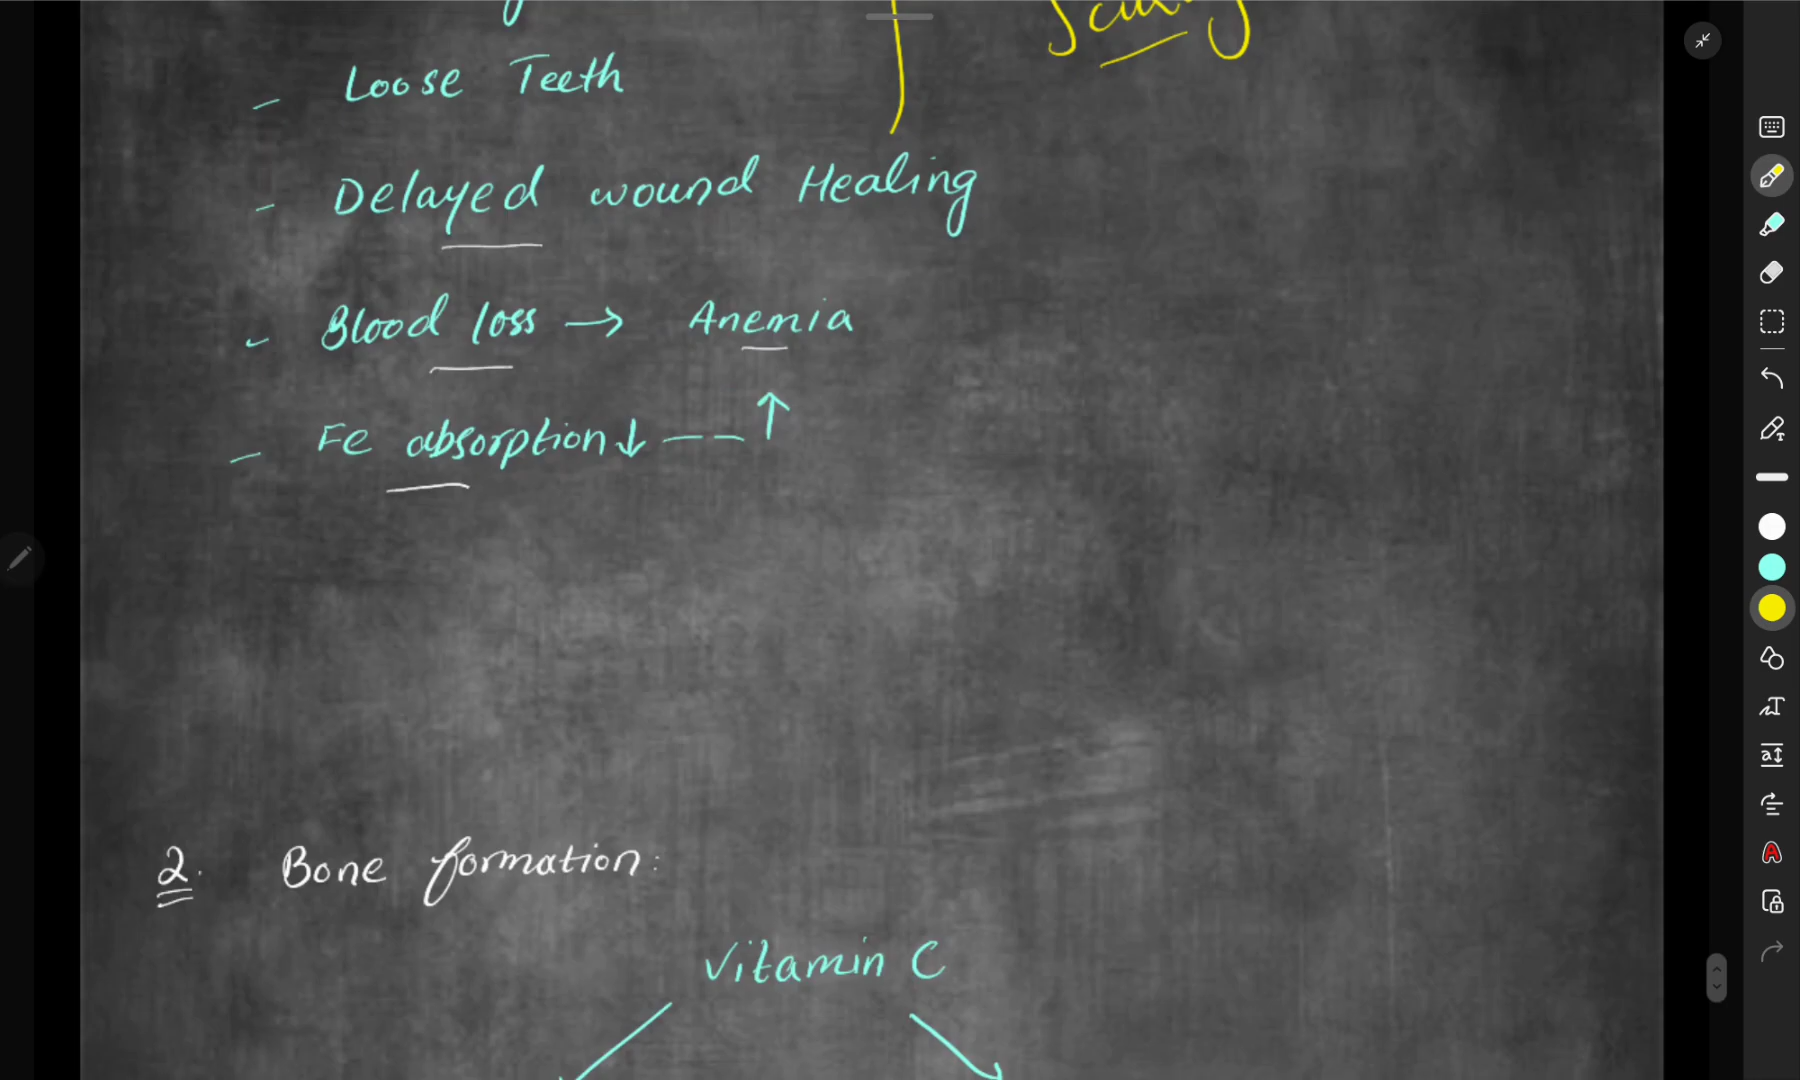 - Loose Teeth
- Delayed wound Healing
- Blood loss → Anemia
- Fe absorption↓ --- ↑
2. Bone formation:
Vitamin C